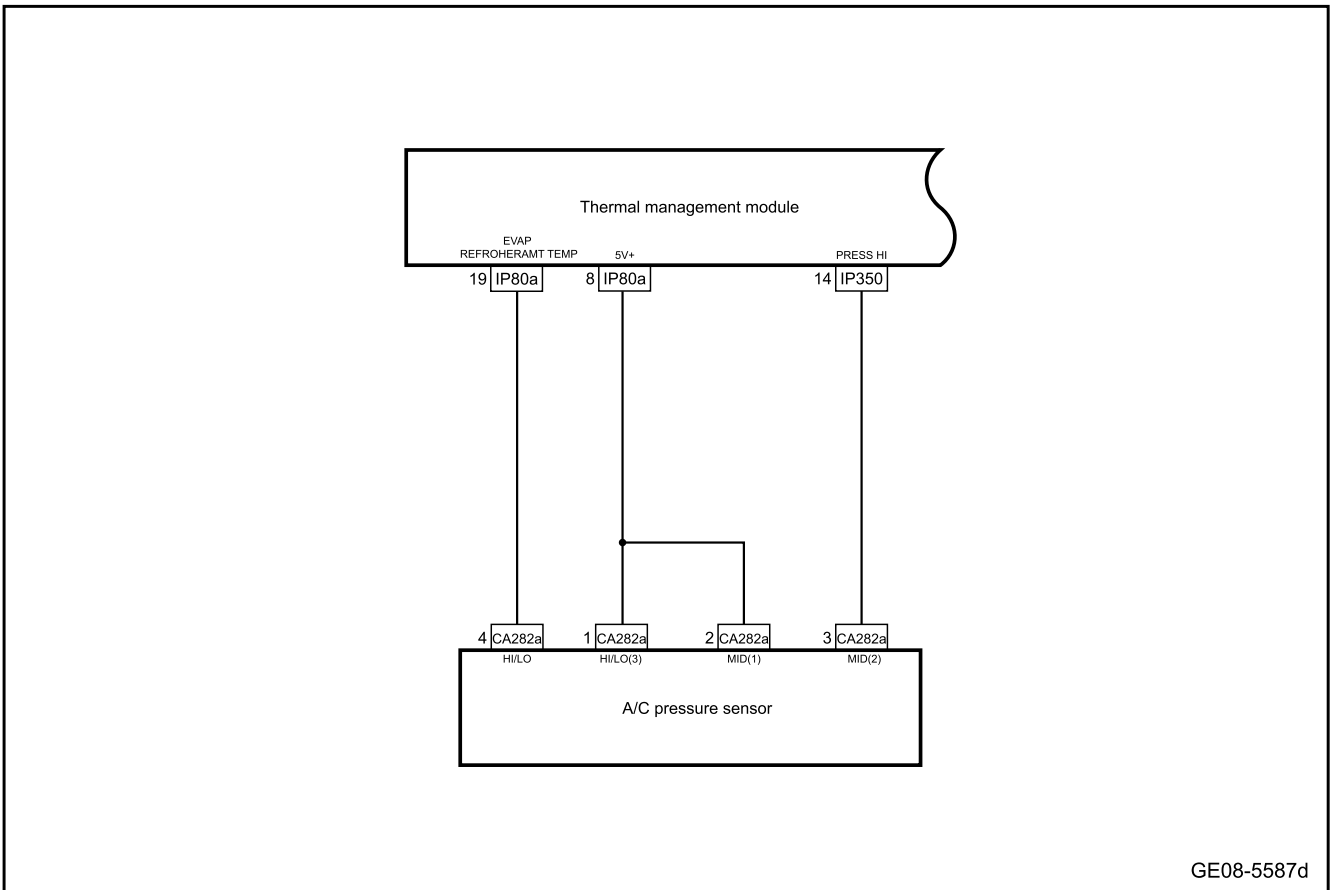 Thermal management module
EVAP
REFROHERAMT TEMP
5V+
PRESS HI
19 IP80a
8 IP80a
14 IP350
4 CA282a
1 CA282a
2 CA282a
3 CA282a
HI/LO
HI/LO(3)
MID(1)
MID(2)
A/C pressure sensor
GE08-5587d